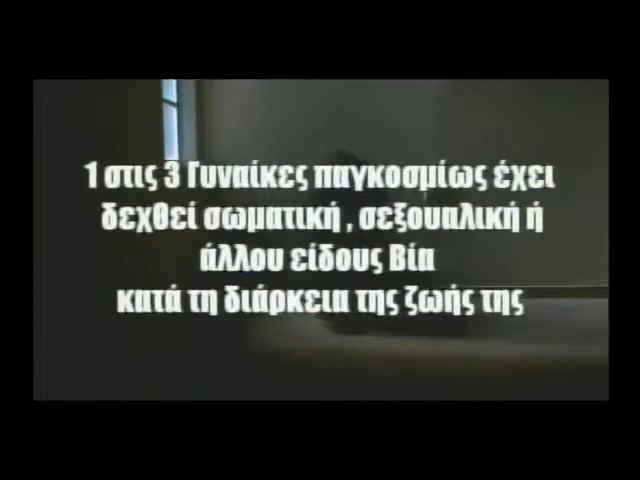 1 στις 3 Γυναίκες παγκοσμίως έχει
δεχθεί σωματική , σεξουαλική ή
άλλου είδους Βία
κατά τη διάρκεια της ζωής της